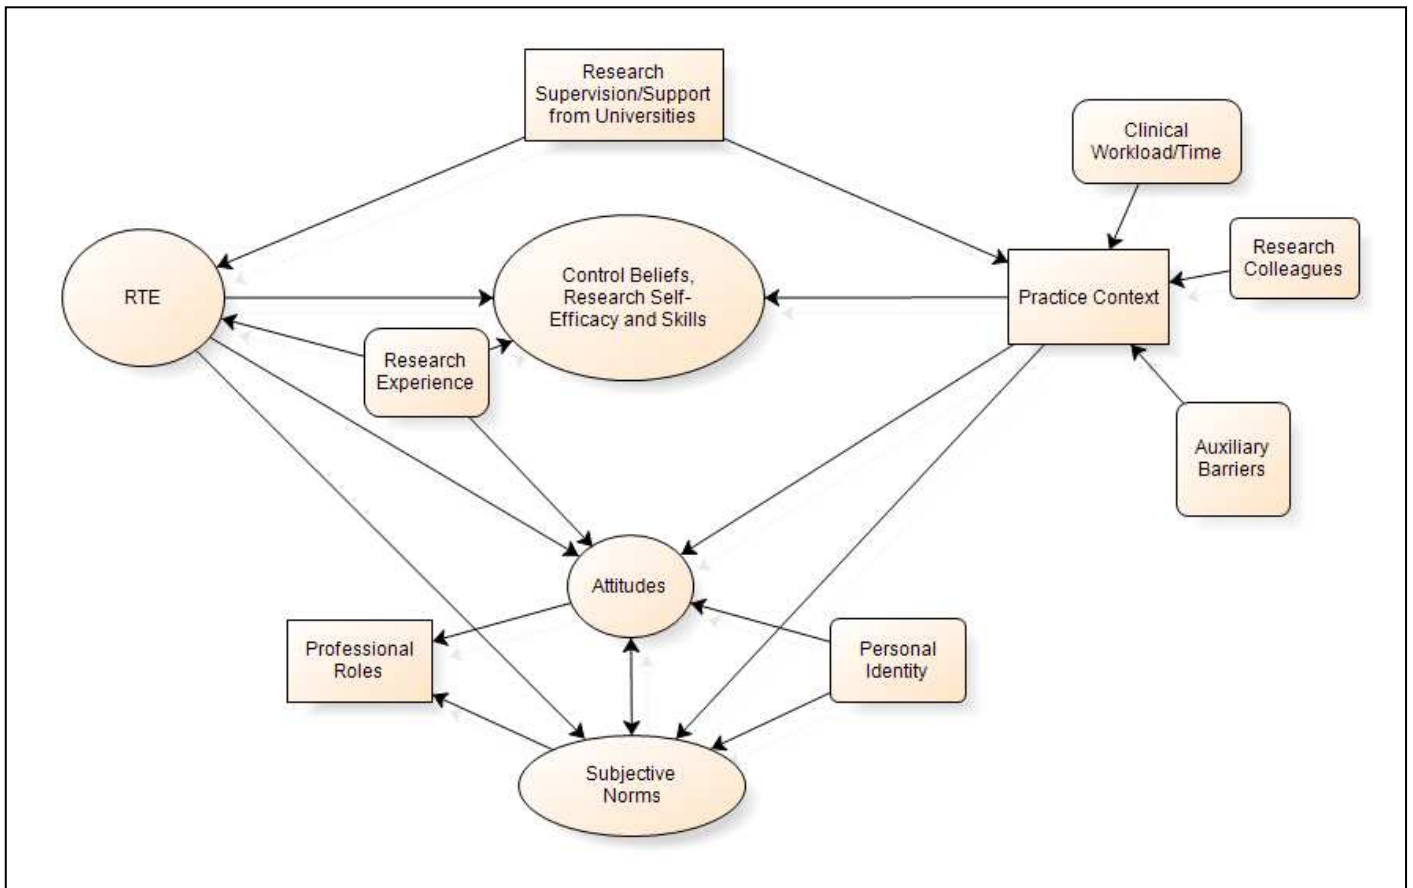 Research
Supervision/Support
from Universities
Clinical
Workload/Time
Research
Colleagues
RTE
Control Beliefs,
Research Self-
Efficacy and Skills
Practice Context
Research
Experience
Auxiliary
Barriers
Attitudes
Professional
Roles
Personal
Identity
Subjective
Norms